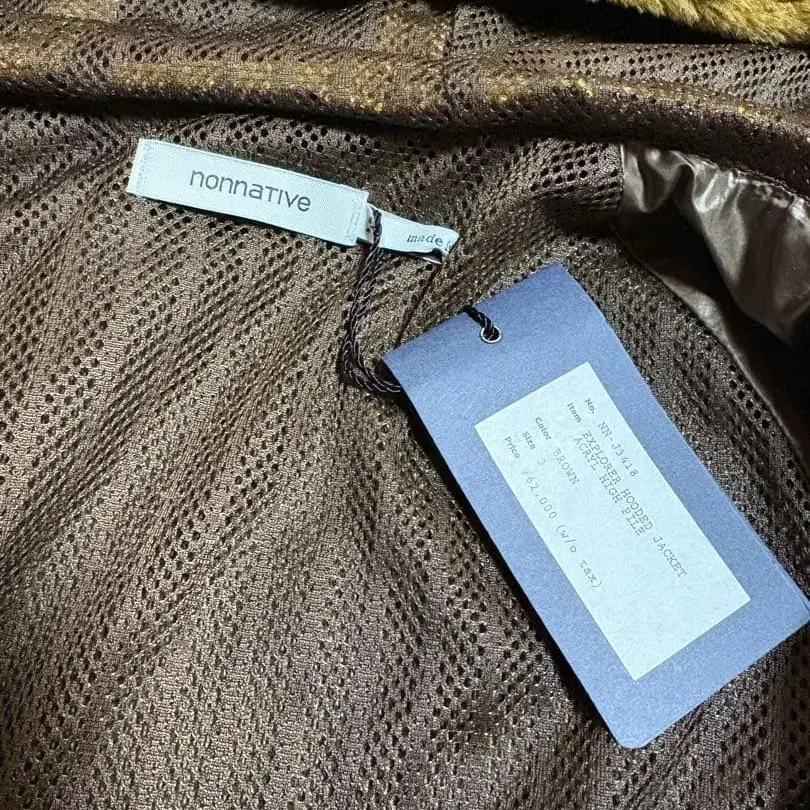 nonnative
made
No. NN-J3418
Item EXPLORER HOODED JACKET
ACRYL HIGH PILE
Color BROWN
Size 3
Price ¥62,000 (w/o tax)